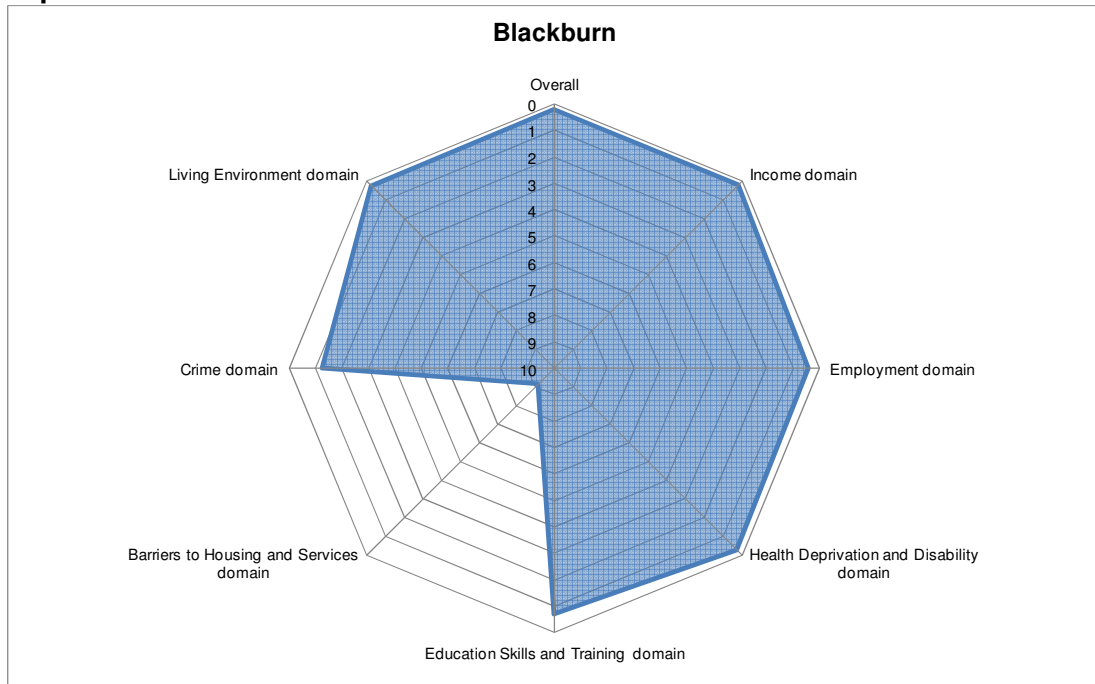 Blackburn
Overall
0
1
2
3
4
5
6
7
8
9
10
Living Environment domain
Income domain
Crime domain
Employment domain
Barriers to Housing and Services
domain
Health Deprivation and Disability
domain
Education Skills and Training domain